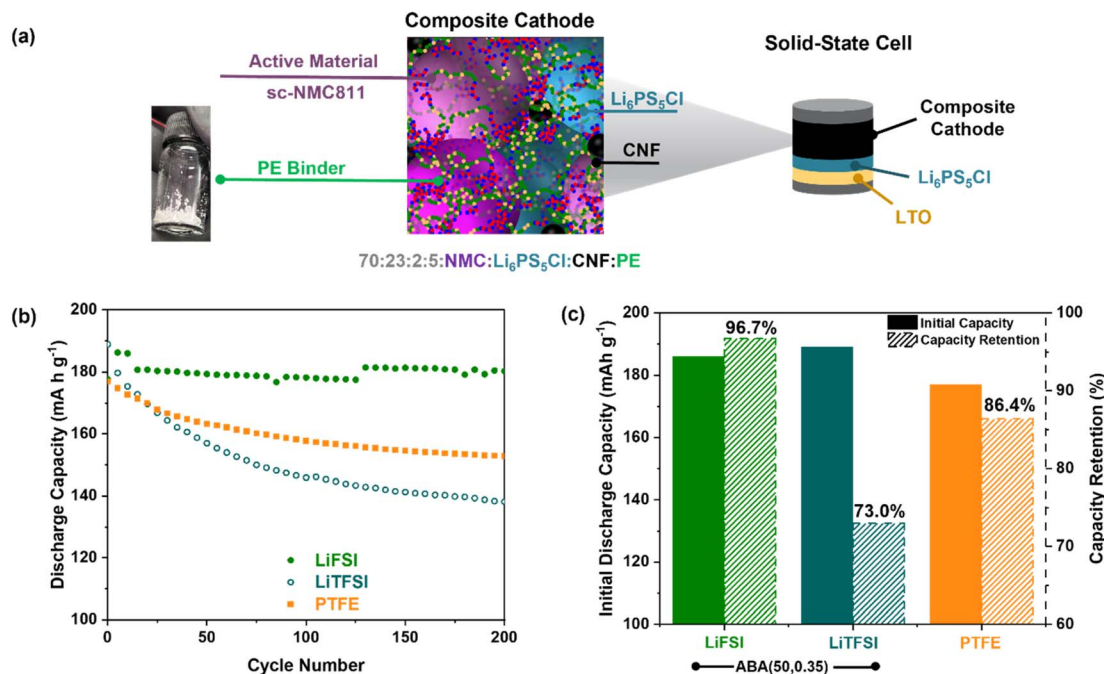 (a)
Composite Cathode
Active Material
sc-NMC811
PE Binder
Li₆PS₅Cl
CNF
70:23:2:5:NMC:Li₆PS₅Cl:CNF:PE
Solid-State Cell
Composite
Cathode
Li₆PS₅Cl
LTO
(b)
Discharge Capacity (mA h g⁻¹)
200
180
160
140
120
100
LiFSI
LiTFSI
PTFE
0
50
100
150
200
Cycle Number
(c)
Initial Discharge Capacity (mAh g⁻¹)
200
180
160
140
120
100
Initial Capacity
Capacity Retention
96.7%
73.0%
86.4%
100
90
80
70
60
Capacity Retention (%)
LiFSI
LiTFSI
PTFE
ABA(50,0.35)